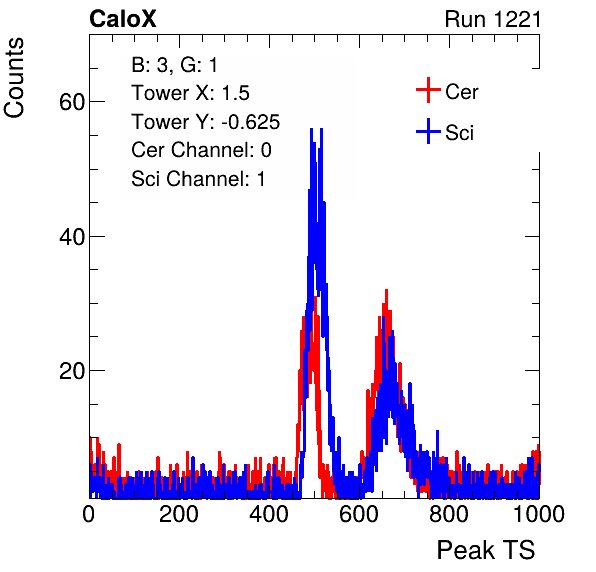 CaloX Run 1221
Counts
B: 3, G: 1
Tower X: 1.5
Tower Y: -0.625
Cer Channel: 0
Sci Channel: 1
Cer
Sci
60
40
20
0 200 400 600 800 1000
Peak TS